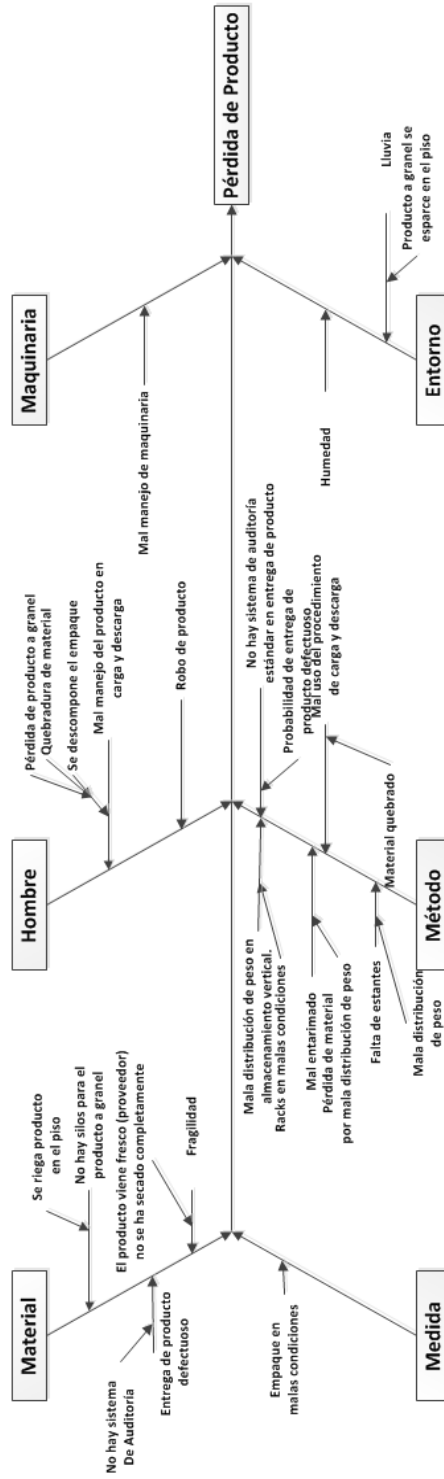 Material
Hombre
Maquinaria
Se riega producto
en el piso
No hay silos para el
producto a granel
El producto viene fresco (proveedor)
no se ha secado completamente
Fragilidad
No hay sistema
De Auditoría
Entrega de producto
defectuoso
Pérdida de producto a granel
Quebradura de material
Se descompone el empaque
Mal manejo del producto en
carga y descarga
Robo de producto
Mal manejo de maquinaria
Pérdida de Producto
Empaque en
malas condiciones
Mala distribución de peso en
almacenamiento vertical.
Racks en malas condiciones
Mal entarimado
Pérdida de material
por mala distribución de peso
Falta de estantes
Mala distribución
de peso
No hay sistema de auditoría
estándar en entrega de producto
Probabilidad de entrega de
producto defectuoso
Mal uso del procedimiento
de carga y descarga
Material quebrado
Humedad
Lluvia
Producto a granel se
esparce en el piso
Medida
Método
Entorno